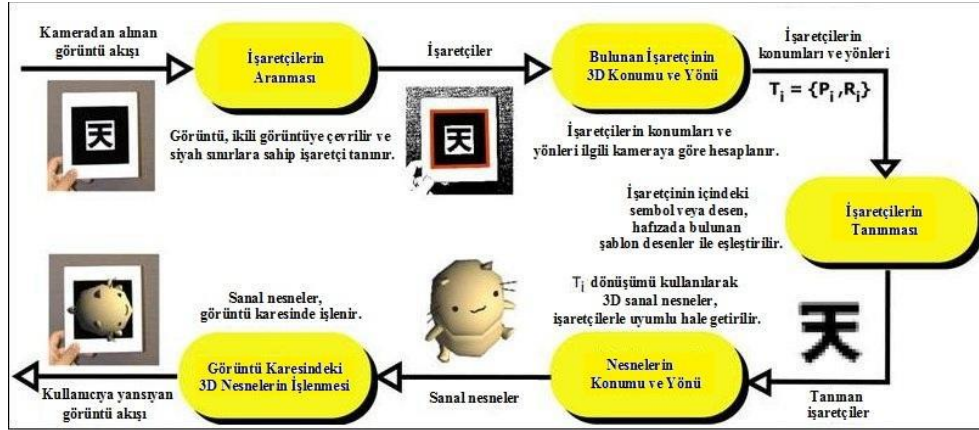 Kameradan alınan
görüntü akışı
İşaretçilerin
Aranması
Görüntü, ikili görüntüye çevrilir ve
siyah sınırlara sahip işaretçi tanınır.
天
İşaretçiler
天
Bulunan İşaretçinin
3D Konumu ve Yönü
İşaretçilerin konumları ve
yönleri ilgili kameraya göre hesaplanır.
İşaretçilerin
konumları ve yönleri
Tᵢ = {Pᵢ ,Rᵢ}
İşaretçinin içindeki
sembol veya desen,
hafızada bulunan
şablon desenler ile eşleştirilir.
İşaretçilerin
Tanınması
天
Tanınan
işaretçiler
Tᵢ dönüşümü kullanılarak
3D sanal nesneler,
işaretçilerle uyumlu hale getirilir.
Nesnelerin
Konumu ve Yönü
Sanal nesneler
Sanal nesneler,
görüntü karesinde işlenir.
Görüntü Karesindeki
3D Nesnelerin İşlenmesi
Kullanıcıya yansıyan
görüntü akışı